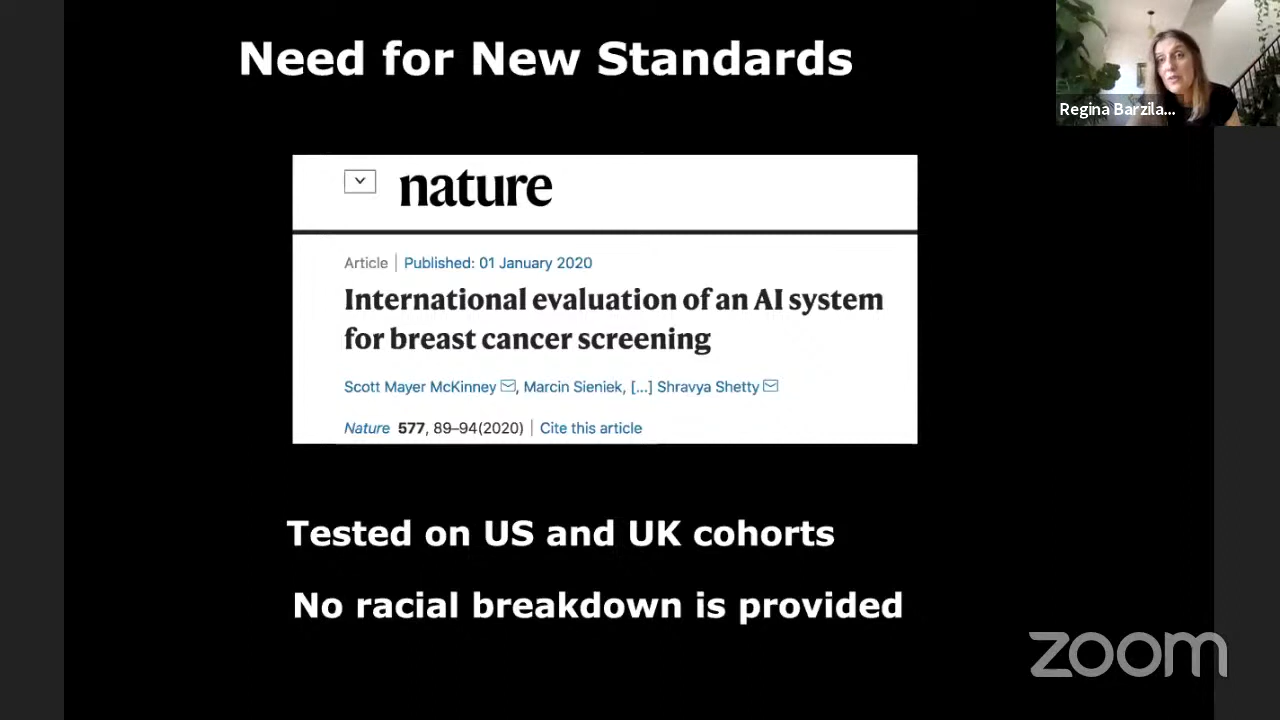 Need for New Standards
Regina Barzila...
nature
Article | Published: 01 January 2020
International evaluation of an AI system
for breast cancer screening
Scott Mayer McKinney, Marcin Sieniek, [...] Shravya Shetty
Nature 577, 89–94(2020) | Cite this article
Tested on US and UK cohorts
No racial breakdown is provided
zoom